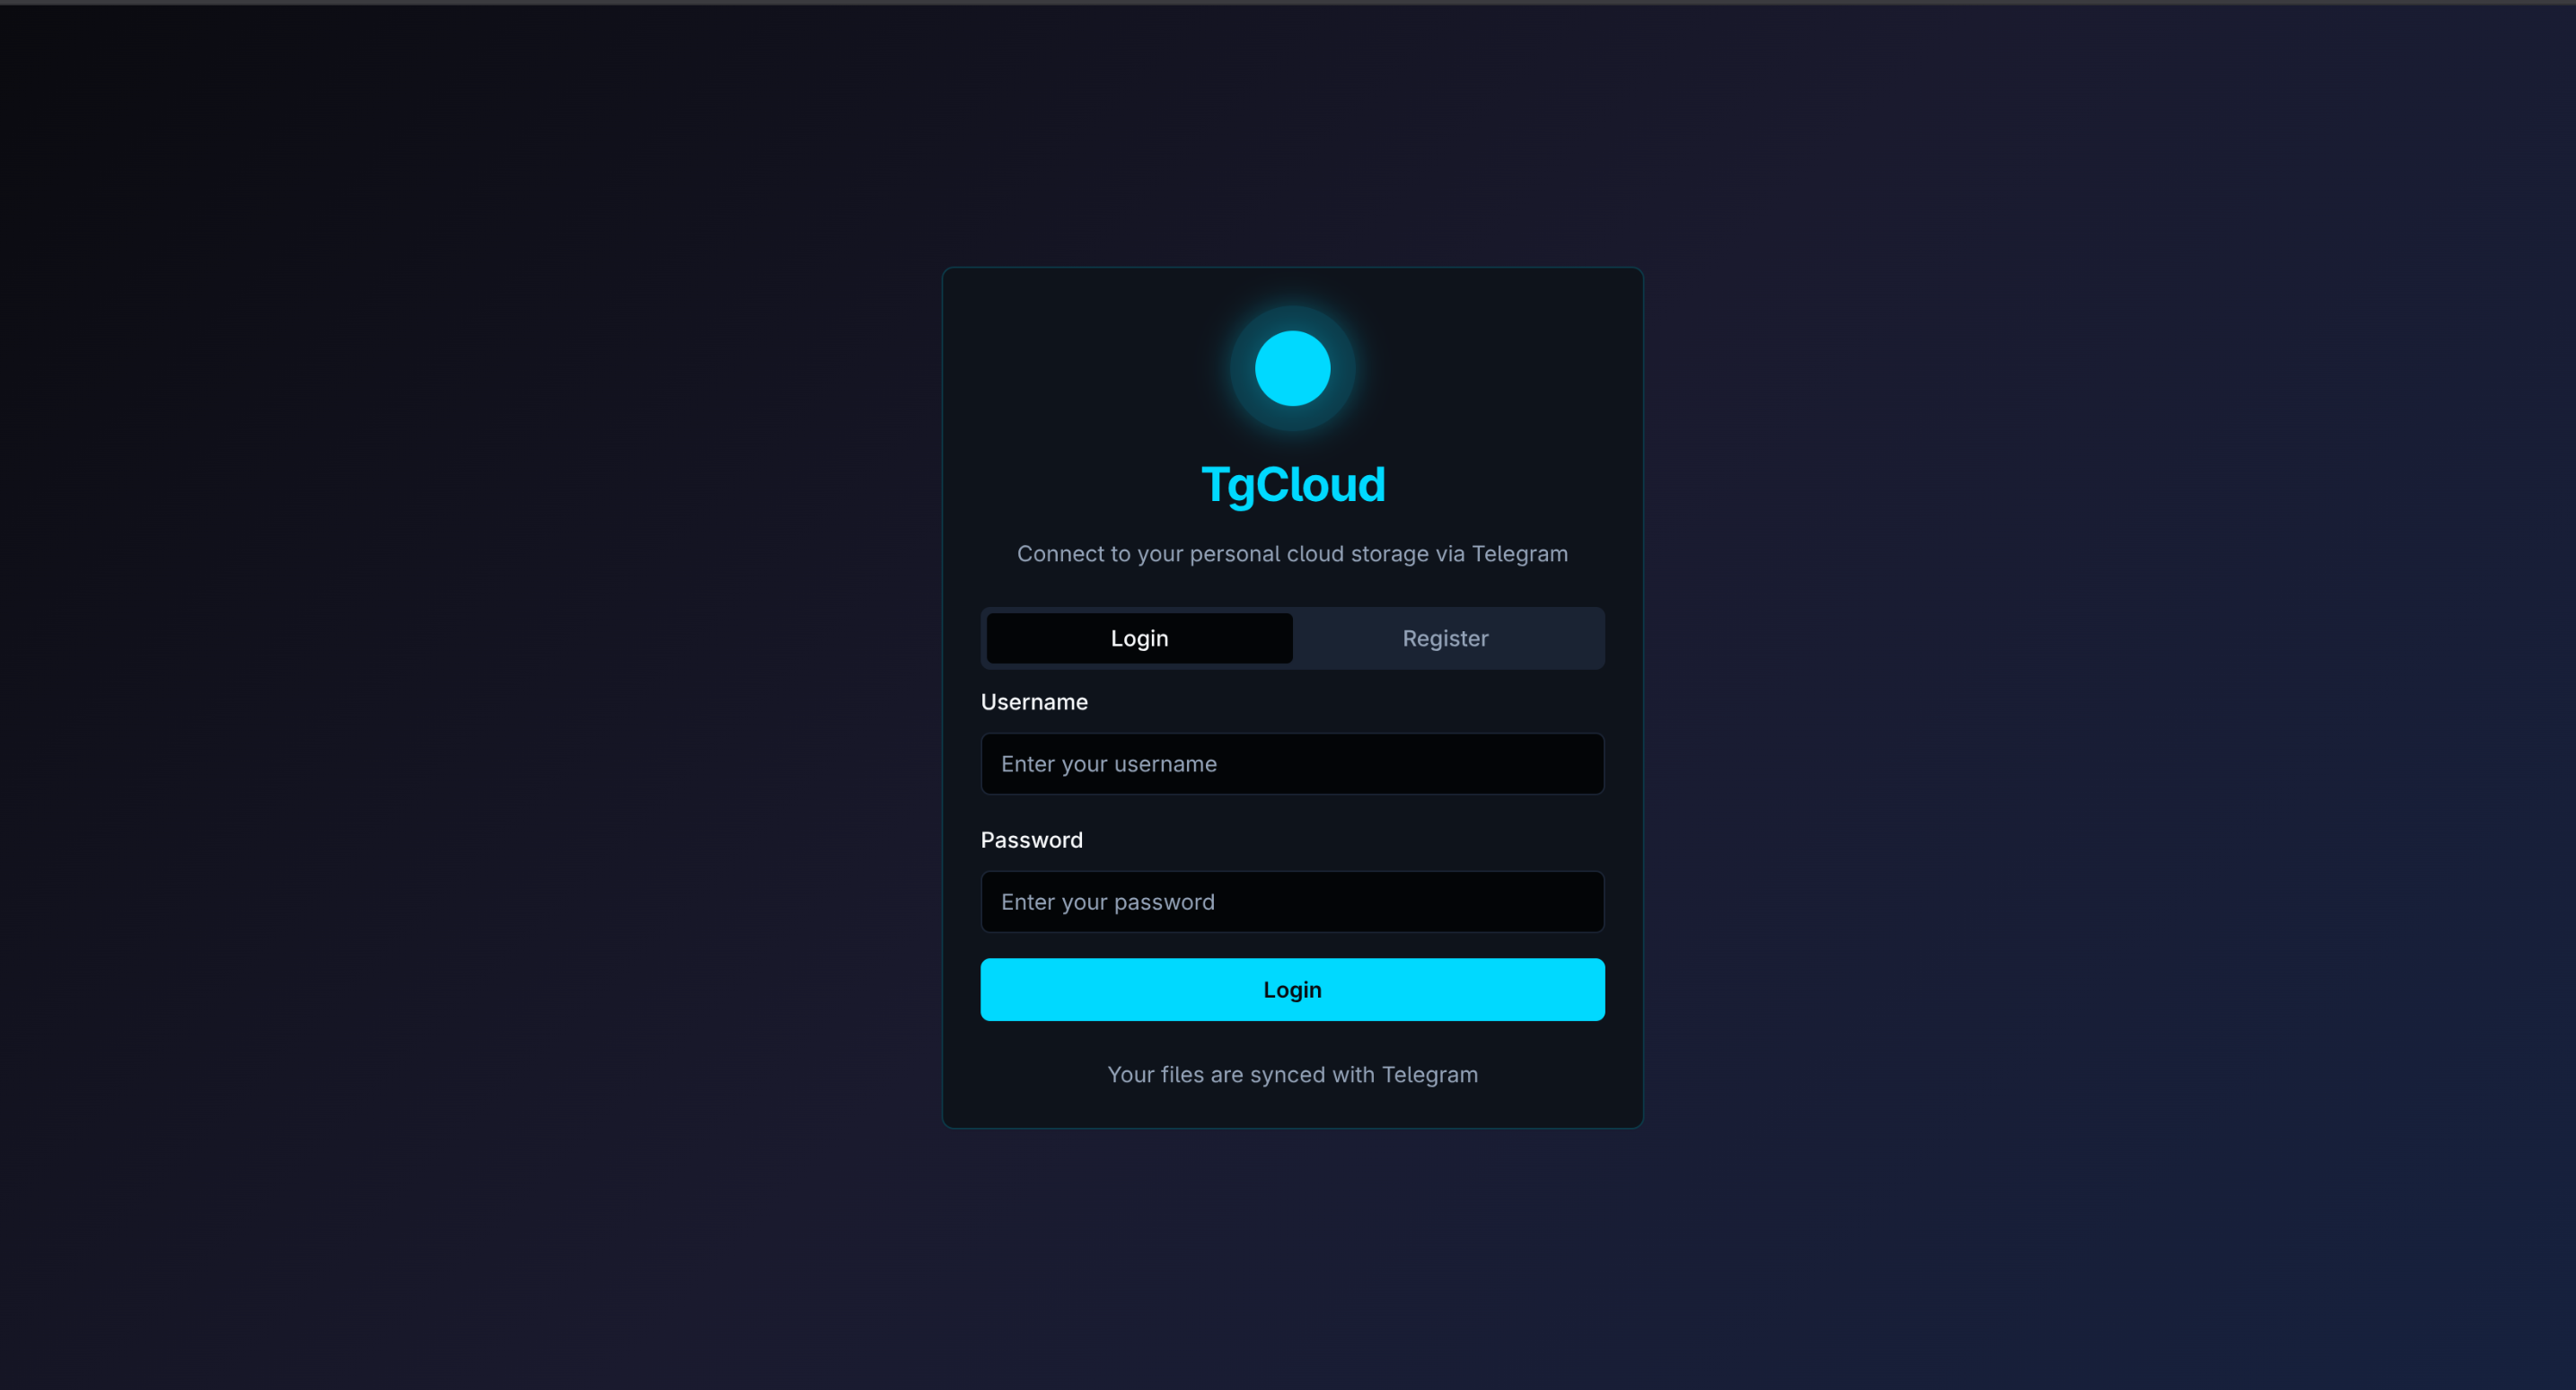 TgCloud
Connect to your personal cloud storage via Telegram
Login
Register
Username
Enter your username
Password
Enter your password
Login
Your files are synced with Telegram